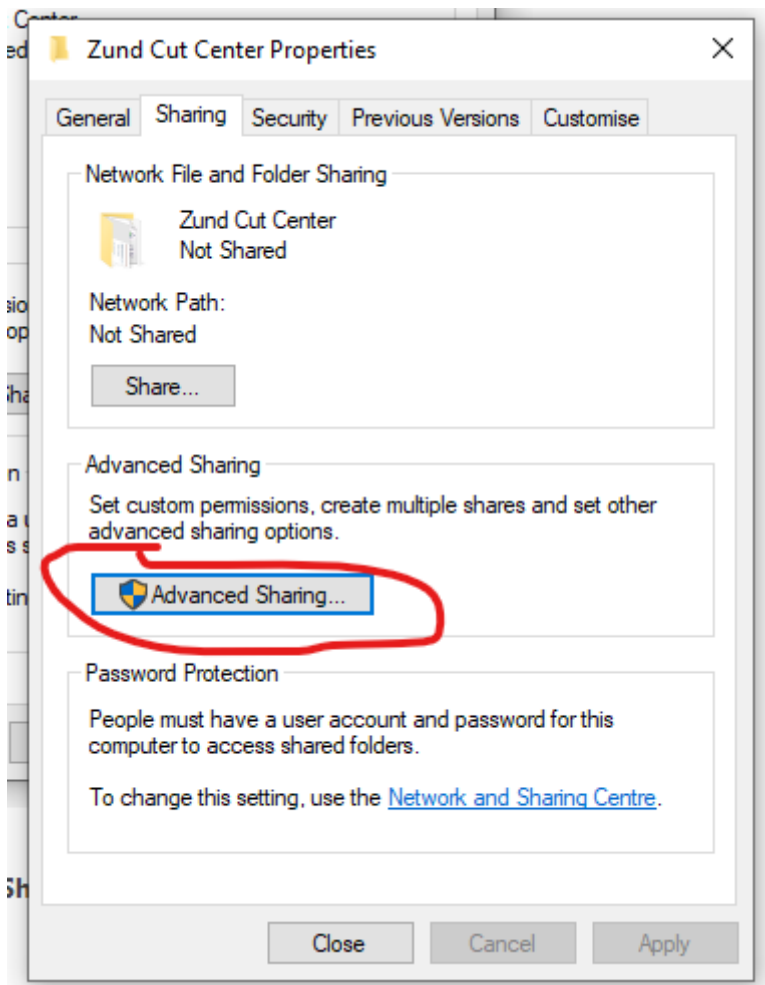 Center
ed
Zund Cut Center Properties
General Sharing Security Previous Versions Customise
Network File and Folder Sharing
Zund Cut Center
Not Shared
Network Path:
Not Shared
Share...
Advanced Sharing
Set custom permissions, create multiple shares and set other
advanced sharing options.
Advanced Sharing...
Password Protection
People must have a user account and password for this
computer to access shared folders.
To change this setting, use the Network and Sharing Centre.
Sh
Close Cancel Apply